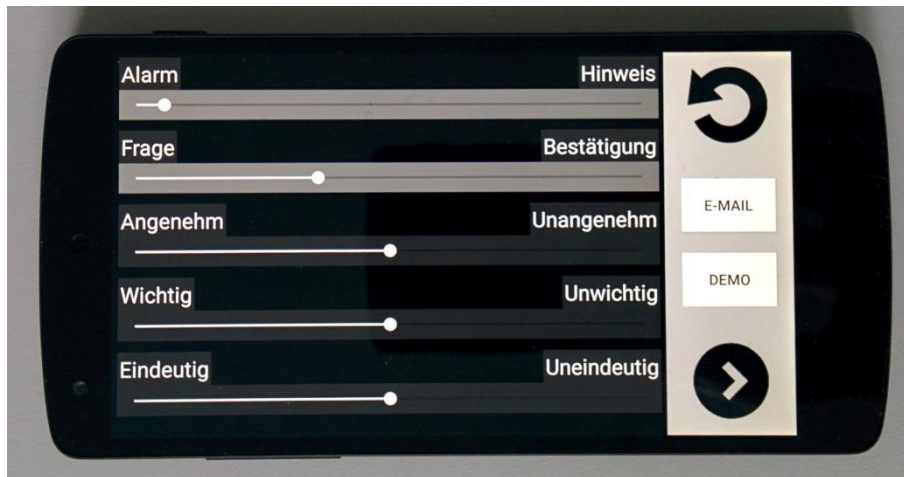 Alarm Hinweis
Frage Bestätigung
Angenehm Unangenehm
Wichtig Unwichtig
Eindeutig Uneindeutig
E-MAIL
DEMO